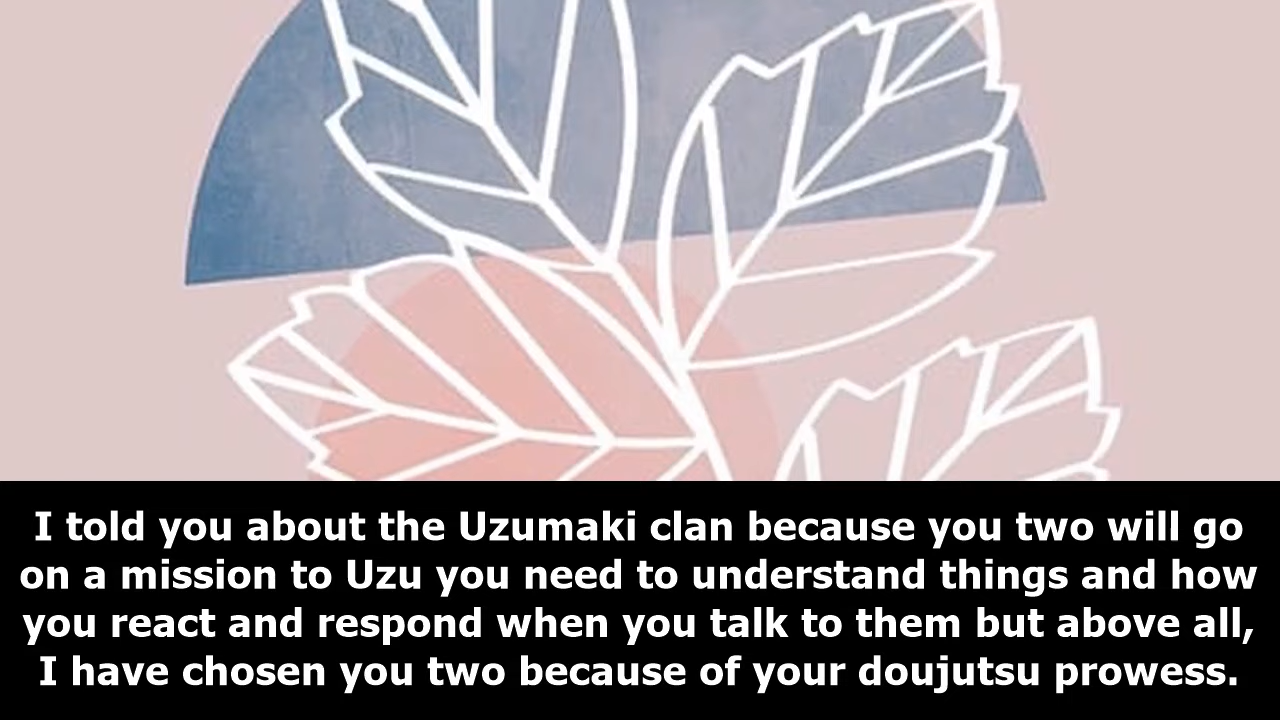 I told you about the Uzumaki clan because you two will go
on a mission to Uzu you need to understand things and how
you react and respond when you talk to them but above all,
I have chosen you two because of your doujutsu prowess.